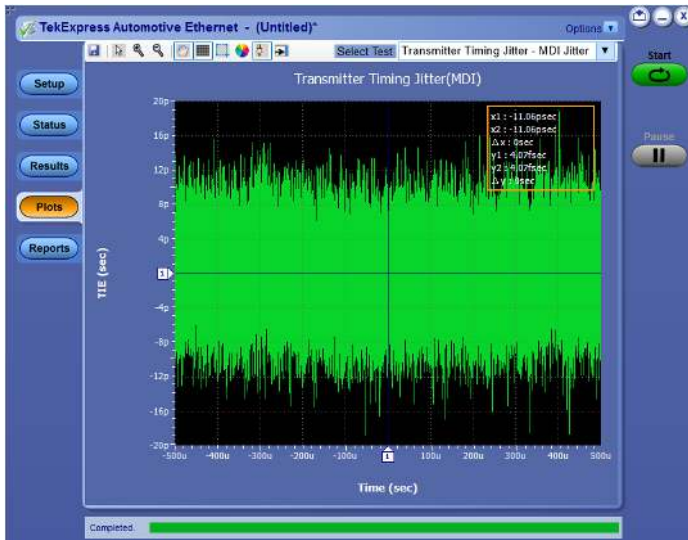 TekExpress Automotive Ethernet - (Untitled)*
Options
Select Test
Transmitter Timing Jitter - MDI Jitter
Start
Pause
Setup
Status
Results
Plots
Reports
Transmitter Timing Jitter(MDI)
x1 : -11.06psec
x2 : -11.06psec
Δx : 0sec
y1 : 4.07fsec
y2 : 4.07fsec
Δy : 0sec
20p
16p
12p
8p
4p
0
-4p
-8p
-12p
-16p
-20p
TIE (sec)
1
-500u
-400u
-300u
-200u
-100u
1
100u
200u
300u
400u
500u
Time (sec)
Completed.